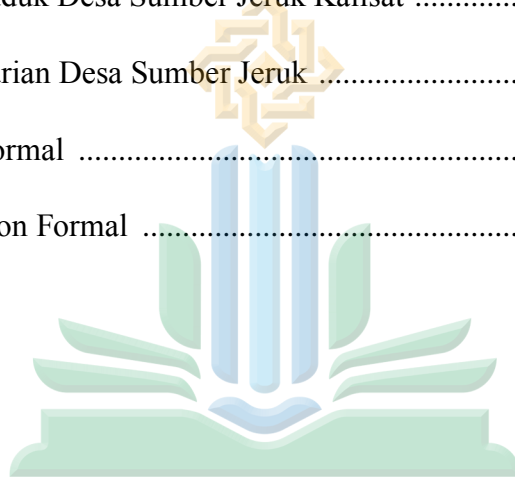 duk Desa Sumber Jeruk Kalisat ..............
arian Desa Sumber Jeruk ..........................
ormal ........................................................
on Formal ................................................